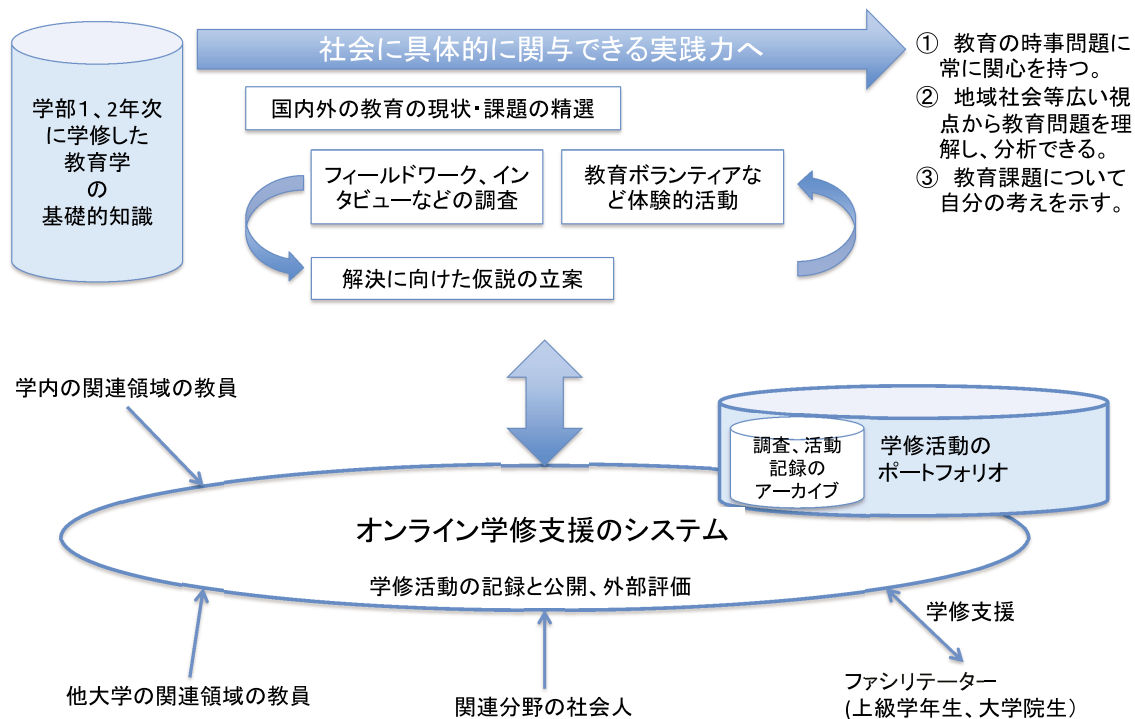 社会に具体的に関与できる実践力へ
学部１、2年次
に学修した
教育学
の
基礎的知識
国内外の教育の現状・課題の精選
フィールドワーク、イン
タビューなどの調査
教育ボランティアな
ど体験的活動
解決に向けた仮説の立案
①　教育の時事問題に
常に関心を持つ。
②　地域社会等広い視
点から教育問題を理
解し、分析できる。
③　教育課題について
自分の考えを示す。
学内の関連領域の教員
調査、活動
記録の
アーカイブ
学修活動の
ポートフォリオ
オンライン学修支援のシステム
学修活動の記録と公開、外部評価
学修支援
他大学の関連領域の教員
関連分野の社会人
ファシリテーター
(上級学年生、大学院生）